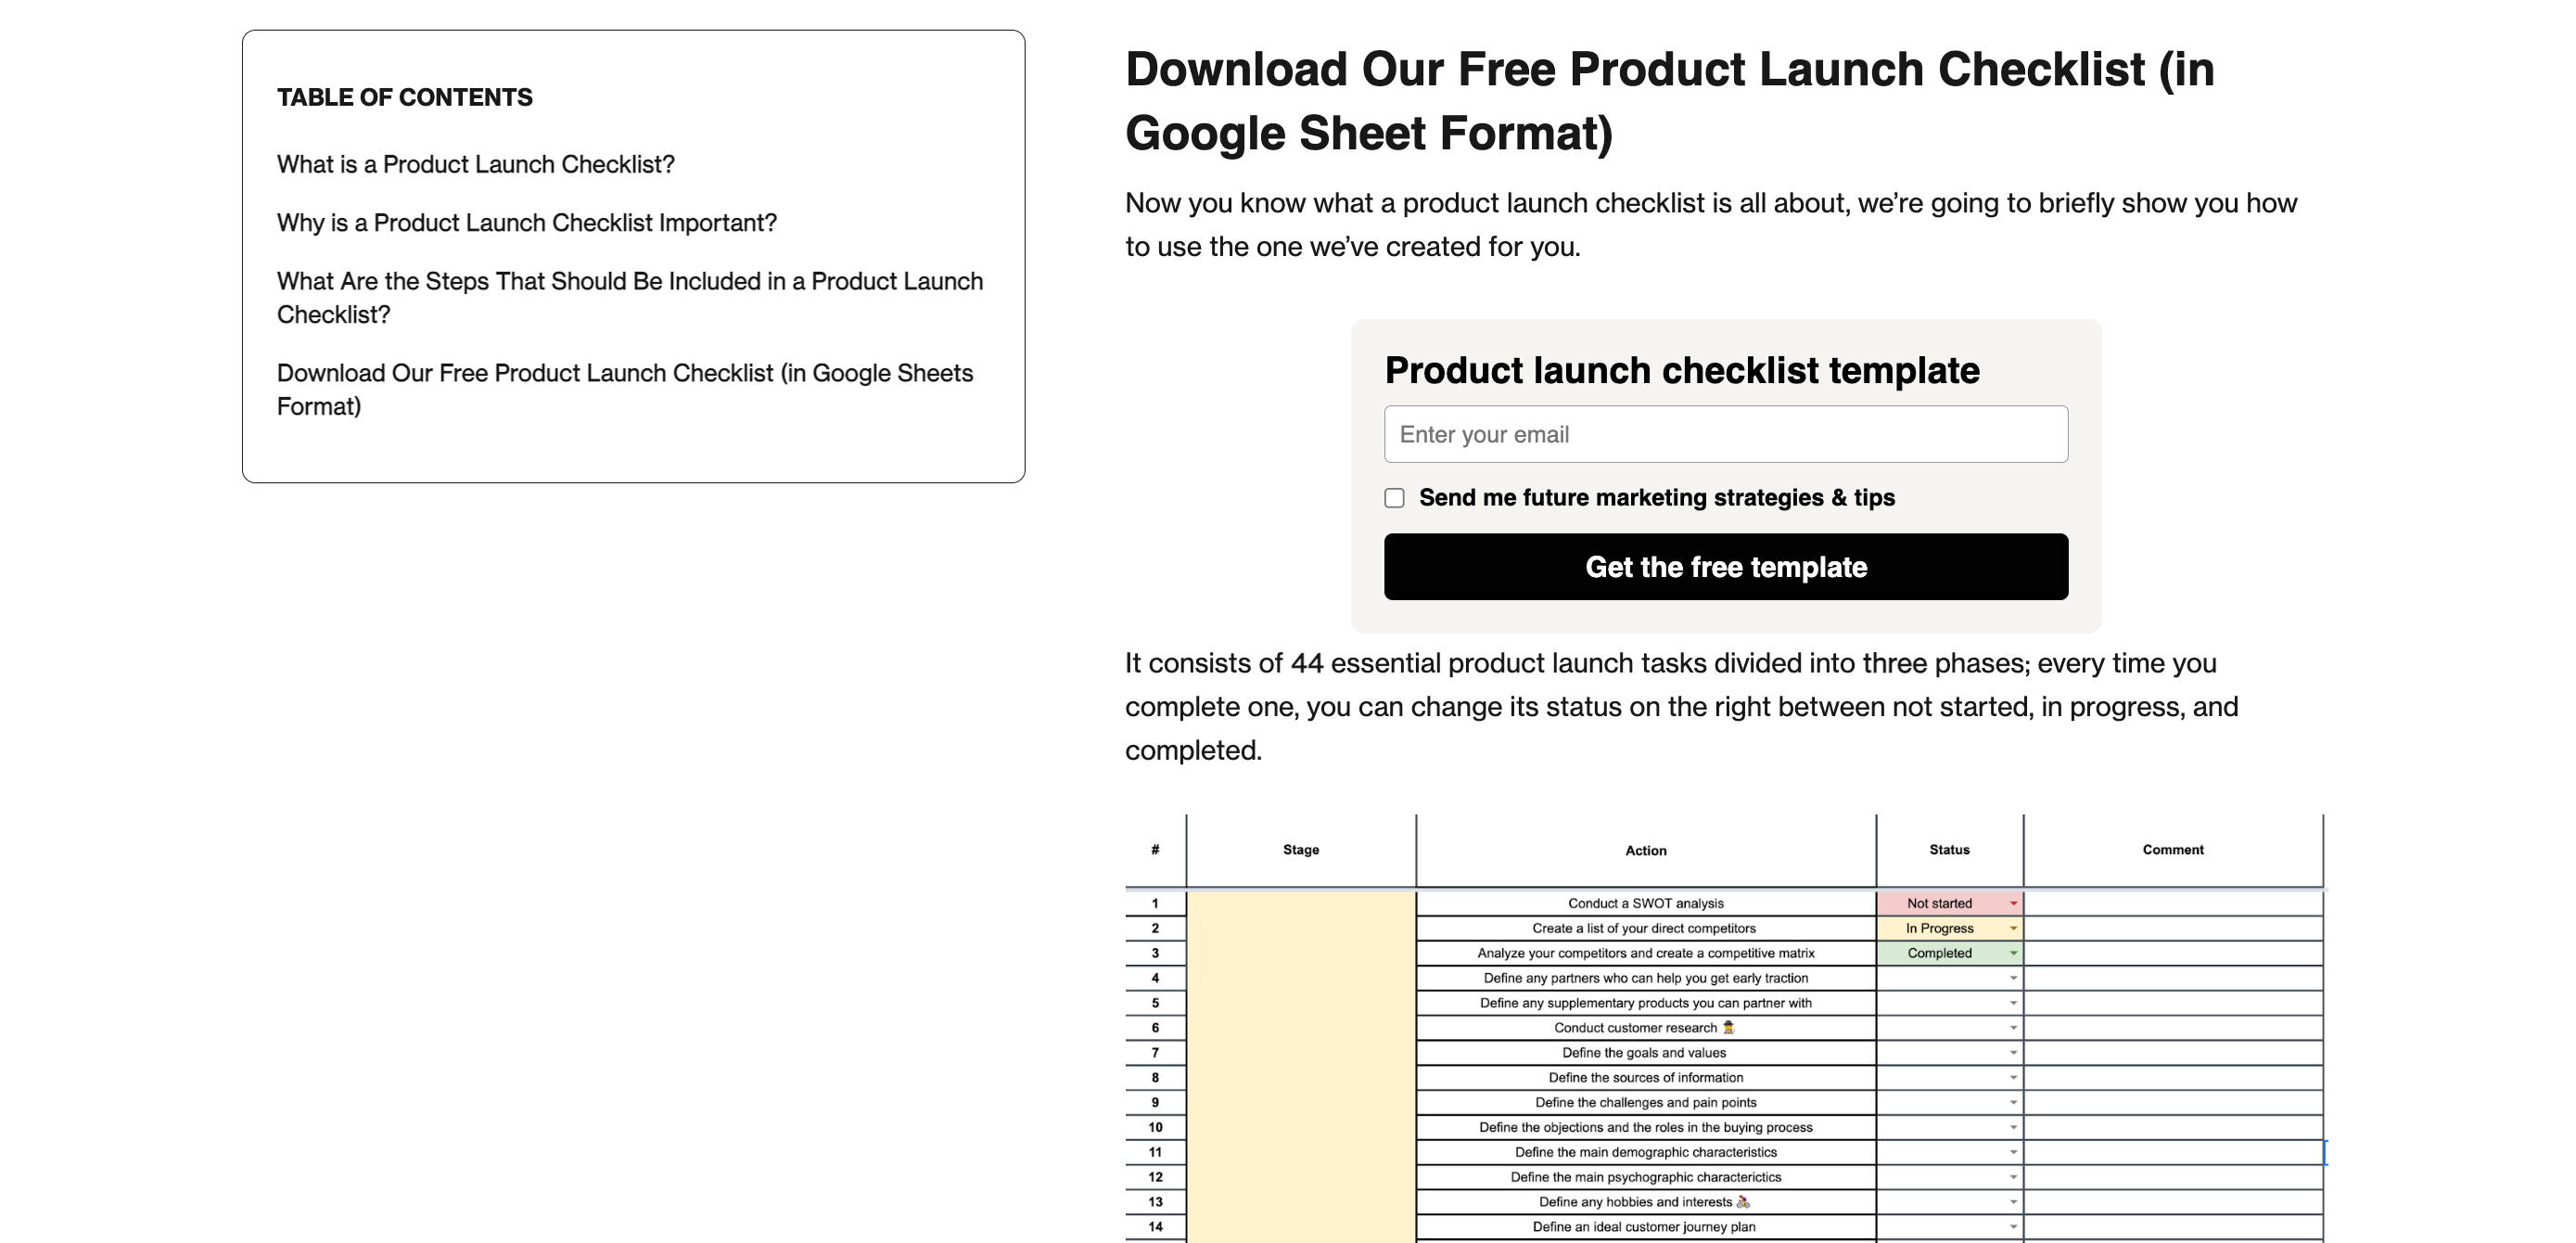 TABLE OF CONTENTS
What is a Product Launch Checklist?
Why is a Product Launch Checklist Important?
What Are the Steps That Should Be Included in a Product Launch
Checklist?
Download Our Free Product Launch Checklist (in Google Sheets
Format)
Download Our Free Product Launch Checklist (in
Google Sheet Format)
Now you know what a product launch checklist is all about, we’re going to briefly show you how
to use the one we’ve created for you.
Product launch checklist template
Enter your email
Send me future marketing strategies & tips
Get the free template
It consists of 44 essential product launch tasks divided into three phases; every time you
complete one, you can change its status on the right between not started, in progress, and
completed.
# Stage Action Status Comment
1 Conduct a SWOT analysis Not started
2 Create a list of your direct competitors In Progress
3 Analyze your competitors and create a competitive matrix Completed
4 Define any partners who can help you get early traction
5 Define any supplementary products you can partner with
6 Conduct customer research 🕵️
7 Define the goals and values
8 Define the sources of information
9 Define the challenges and pain points
10 Define the objections and the roles in the buying process
11 Define the main demographic characteristics
12 Define the main psychographic characterictics
13 Define any hobbies and interests 🚴
14 Define an ideal customer journey plan